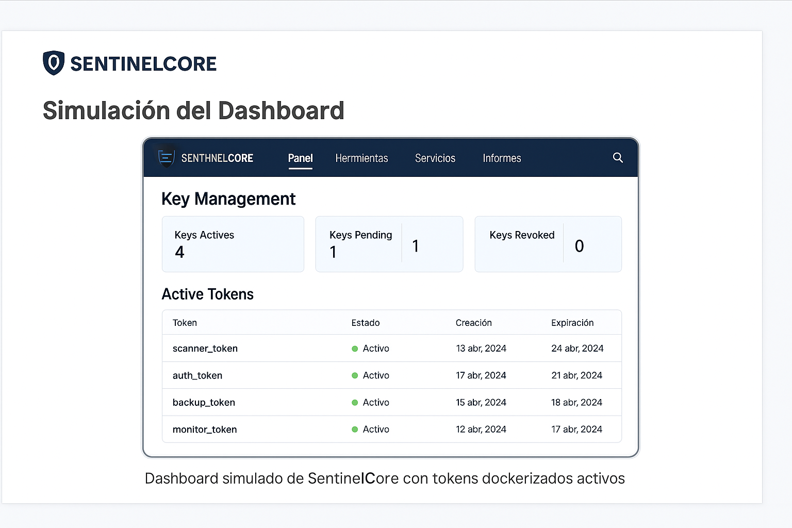 SENTINELCORE
Simulación del Dashboard
SENTHNELCORE Panel Hermientas Servicios Informes
Key Management
Keys Actives
4
Keys Pending
1
1
Keys Revoked
0
Active Tokens
Token Estado Creación Expiración
scanner_token Activo 13 abr, 2024 24 abr, 2024
auth_token Activo 17 abr, 2024 21 abr, 2024
backup_token Activo 15 abr, 2024 18 abr, 2024
monitor_token Activo 12 abr, 2024 17 abr, 2024
Dashboard simulado de SentinelCore con tokens dockerizados activos